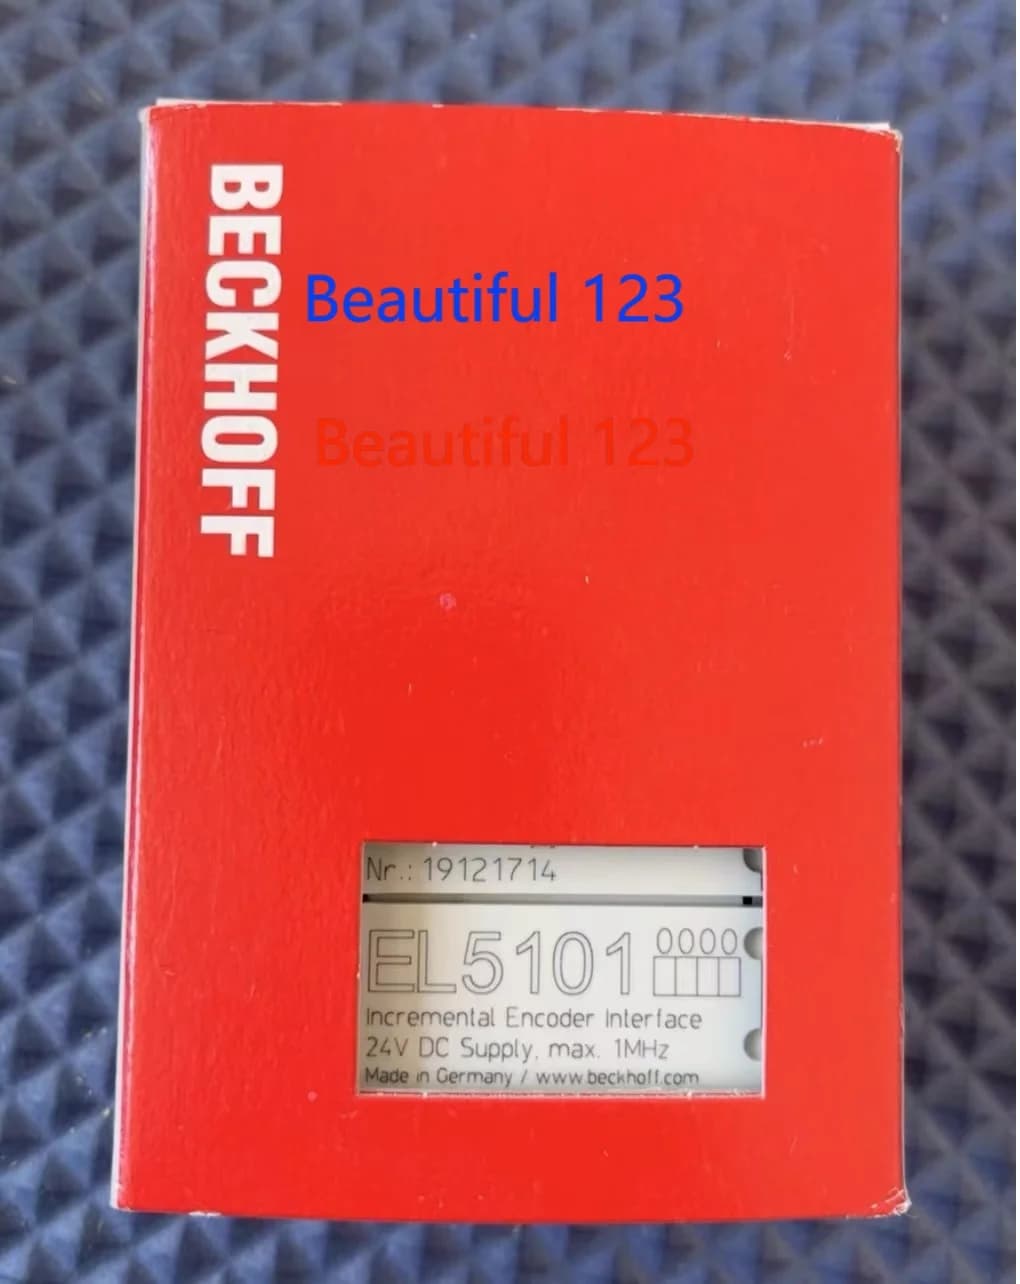 BECKHOFF
Beautiful 123
Beautiful 123
Nr.: 19121714
EL5101 0000
Incremental Encoder Interface
24V DC Supply, max. 1MHz
Made in Germany / www.beckhoff.com